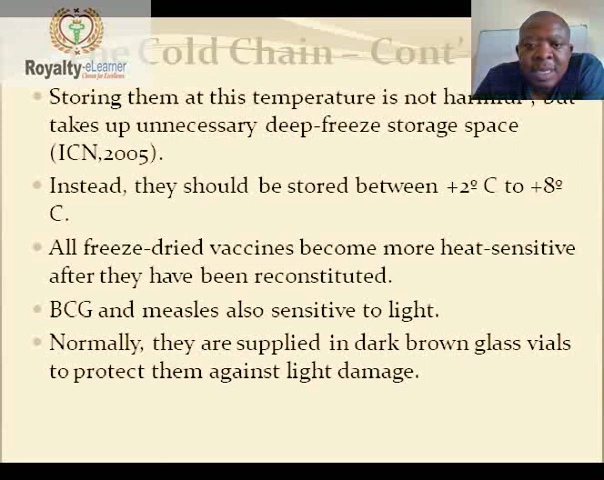 The Cold Chain – Cont'
Royalty-eLearner
Storing them at this temperature is not harmful, but
takes up unnecessary deep-freeze storage space
(ICN,2005).
Instead, they should be stored between +2º C to +8º
C.
All freeze-dried vaccines become more heat-sensitive
after they have been reconstituted.
BCG and measles also sensitive to light.
Normally, they are supplied in dark brown glass vials
to protect them against light damage.